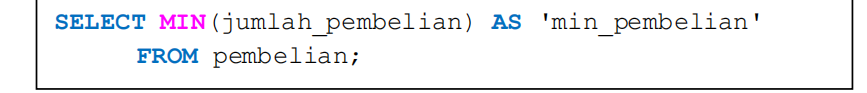 SELECT MIN(jumlah_pembelian) AS 'min_pembelian'
FROM pembelian;